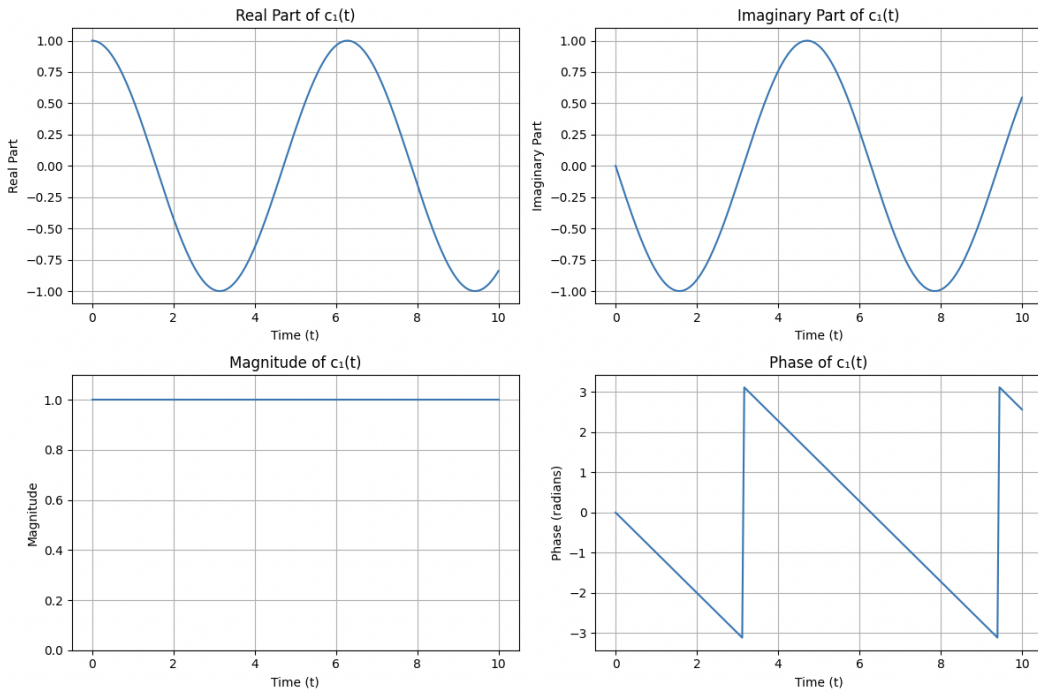 Real Part of c₁(t)
1.00
0.75
0.50
0.25
0.00
−0.25
−0.50
−0.75
−1.00
Real Part
0 2 4 6 8 10
Time (t)
Imaginary Part of c₁(t)
1.00
0.75
0.50
0.25
0.00
−0.25
−0.50
−0.75
−1.00
Imaginary Part
0 2 4 6 8 10
Time (t)
Magnitude of c₁(t)
1.0
0.8
0.6
0.4
0.2
0.0
Magnitude
0 2 4 6 8 10
Time (t)
Phase of c₁(t)
3
2
1
0
−1
−2
−3
Phase (radians)
0 2 4 6 8 10
Time (t)